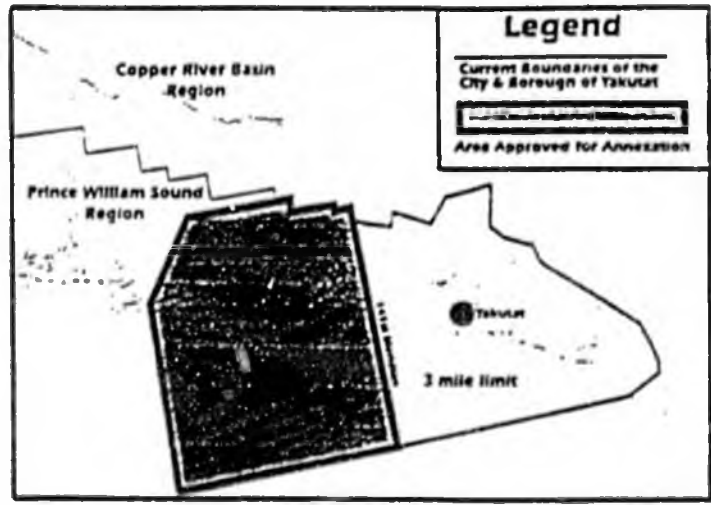 Legend
Current Boundaries of the
City & Borough of Yakutat
Area Approved for Annexation
Copper River Basin
Region
Prince William Sound
Region
Yakutat
3 mile limit